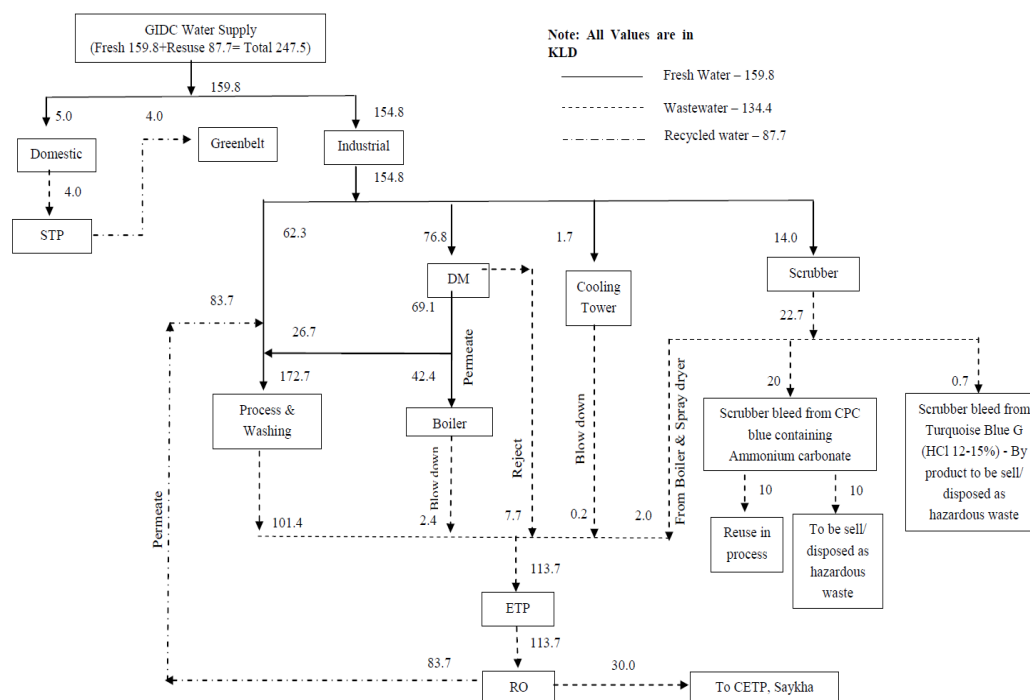 GIDC Water Supply
(Fresh 159.8+Resuse 87.7= Total 247.5)
Note: All Values are in
KLD
Fresh Water – 159.8
Wastewater – 134.4
Recycled water – 87.7
159.8
5.0
4.0
154.8
Domestic
Greenbelt
Industrial
4.0
154.8
STP
62.3
76.8
1.7
14.0
DM
Cooling
Tower
Scrubber
83.7
69.1
22.7
26.7
Permeate
172.7
42.4
20
0.7
Process &
Washing
Boiler
Scrubber bleed from CPC
blue containing
Ammonium carbonate
Scrubber bleed from
Turquoise Blue G
(HCl 12-15%) - By
product to be sell/
disposed as
hazardous waste
Blow down
Reject
Blow down
From Boiler & Spray dryer
Permeate
10
10
101.4
2.4
7.7
0.2
2.0
Reuse in
process
To be sell/
disposed as
hazardous
waste
113.7
ETP
113.7
83.7
30.0
RO
To CETP, Saykha